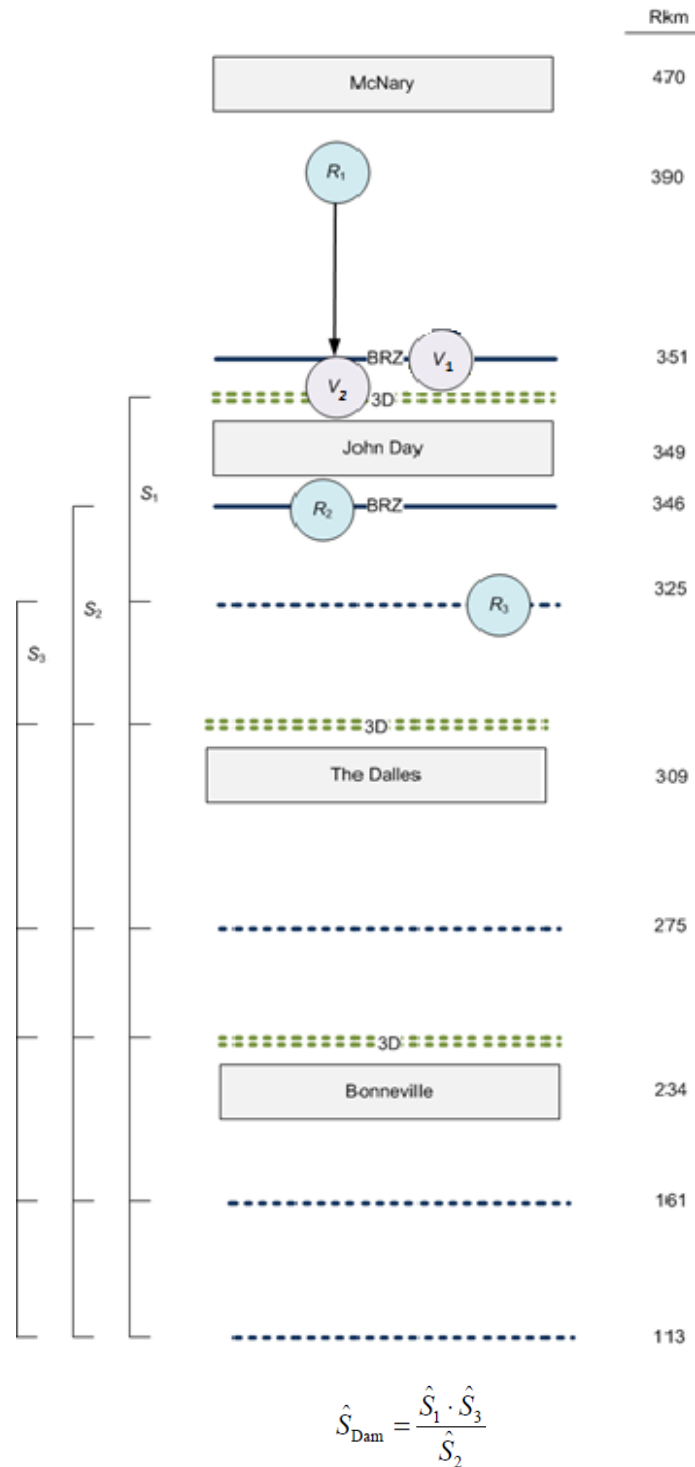 Rkm
McNary 470
R₁ 390
BRZ V₁ 351
V₂ 3D
John Day 349
S₁
R₂ BRZ 346
325
S₂ R₃
S₃
3D
The Dalles 309
275
3D
Bonneville 234
161
113
Ŝ_Dam = Ŝ₁ · Ŝ₃ / Ŝ₂